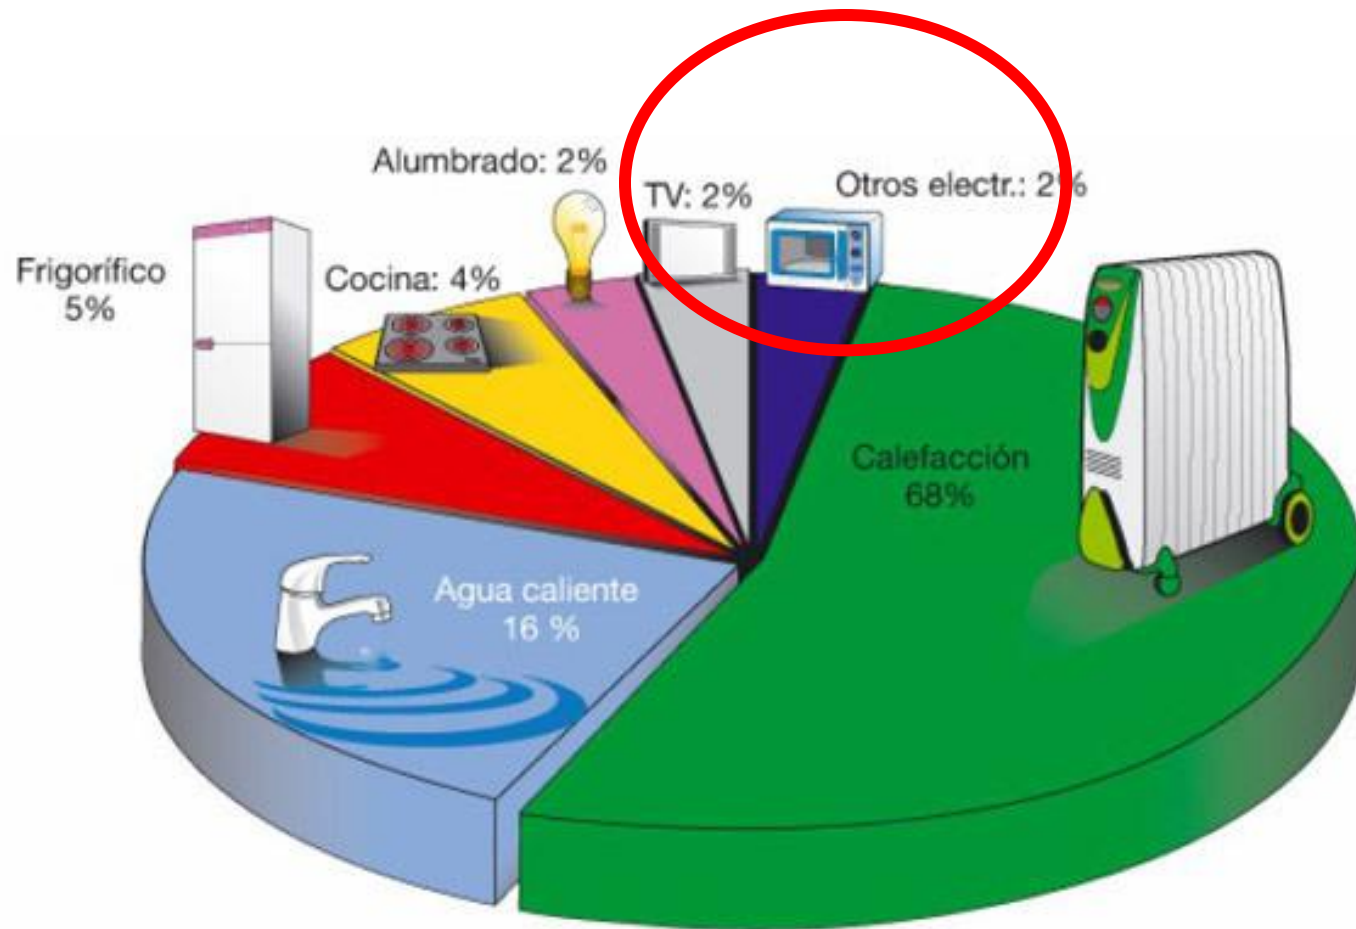 Alumbrado: 2%
TV: 2%
Otros electr.: 2%
Frigorífico
5%
Cocina: 4%
Calefacción
68%
Agua caliente
16 %